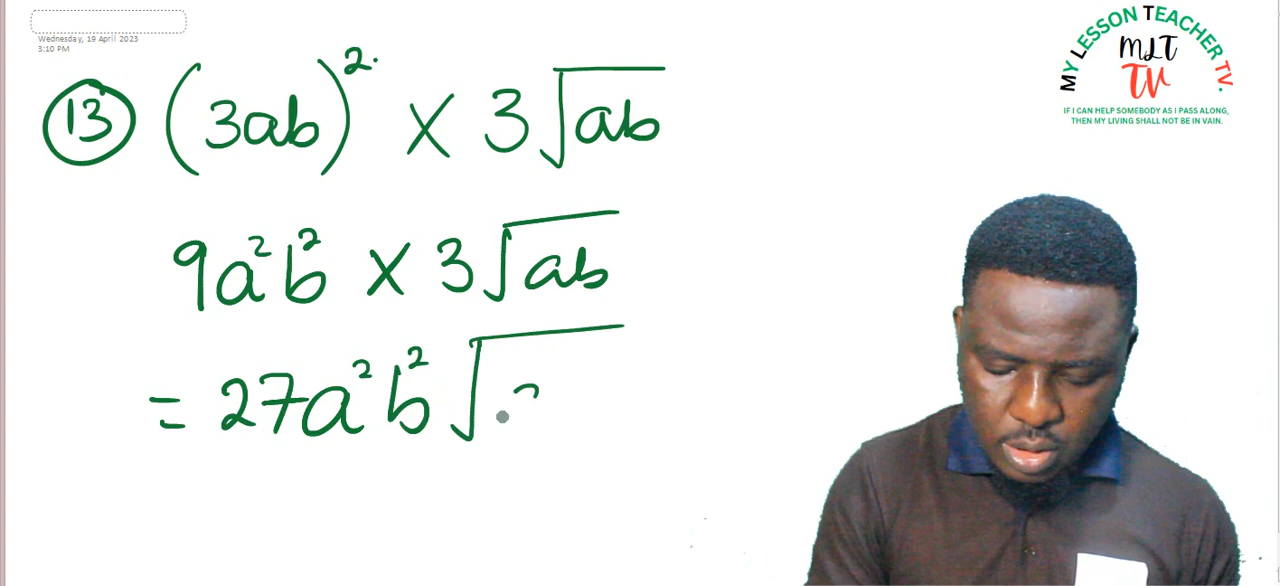 Wednesday, 19 April 2023
3:10 PM
MY LESSON TEACHER TV.
MLT
TV
IF I CAN HELP SOMEBODY AS I PASS ALONG,
THEN MY LIVING SHALL NOT BE IN VAIN.
13 (3ab)². × 3√ab
9a²b² × 3√ab
= 27a²b²√